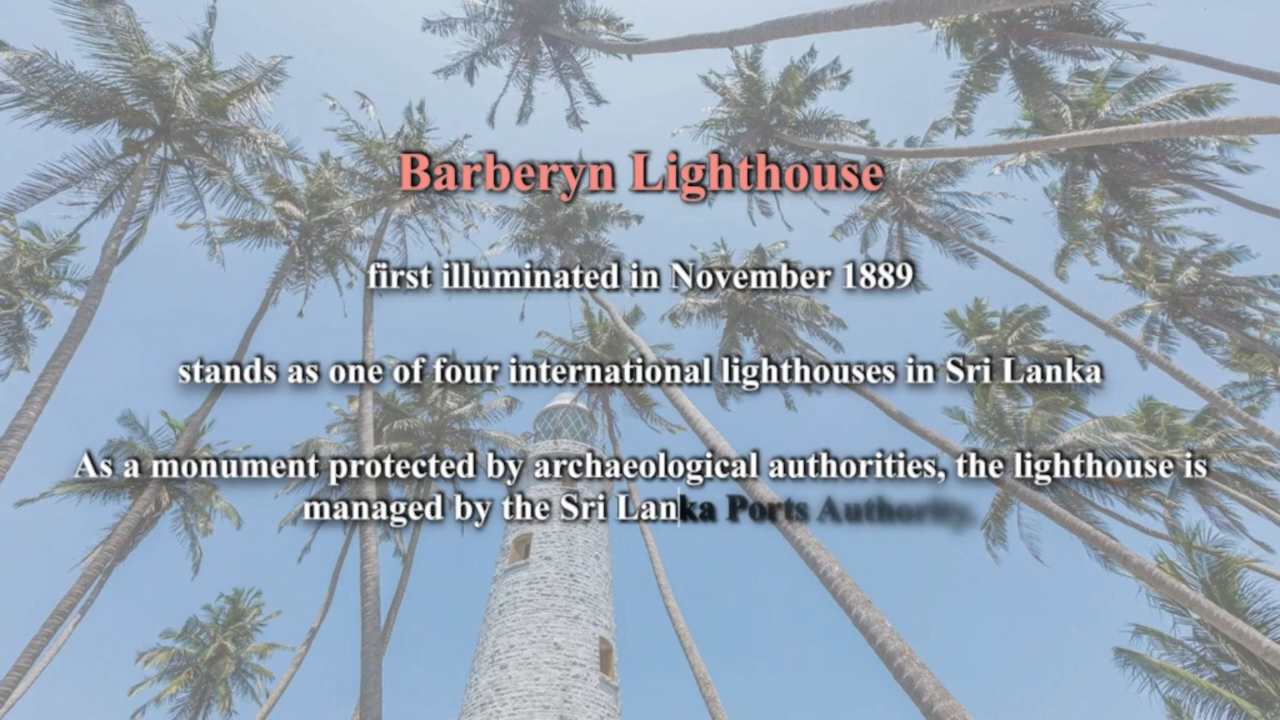 Barberyn Lighthouse
first illuminated in November 1889
stands as one of four international lighthouses in Sri Lanka
As a monument protected by archaeological authorities, the lighthouse is
managed by the Sri Lanka Ports Authority.